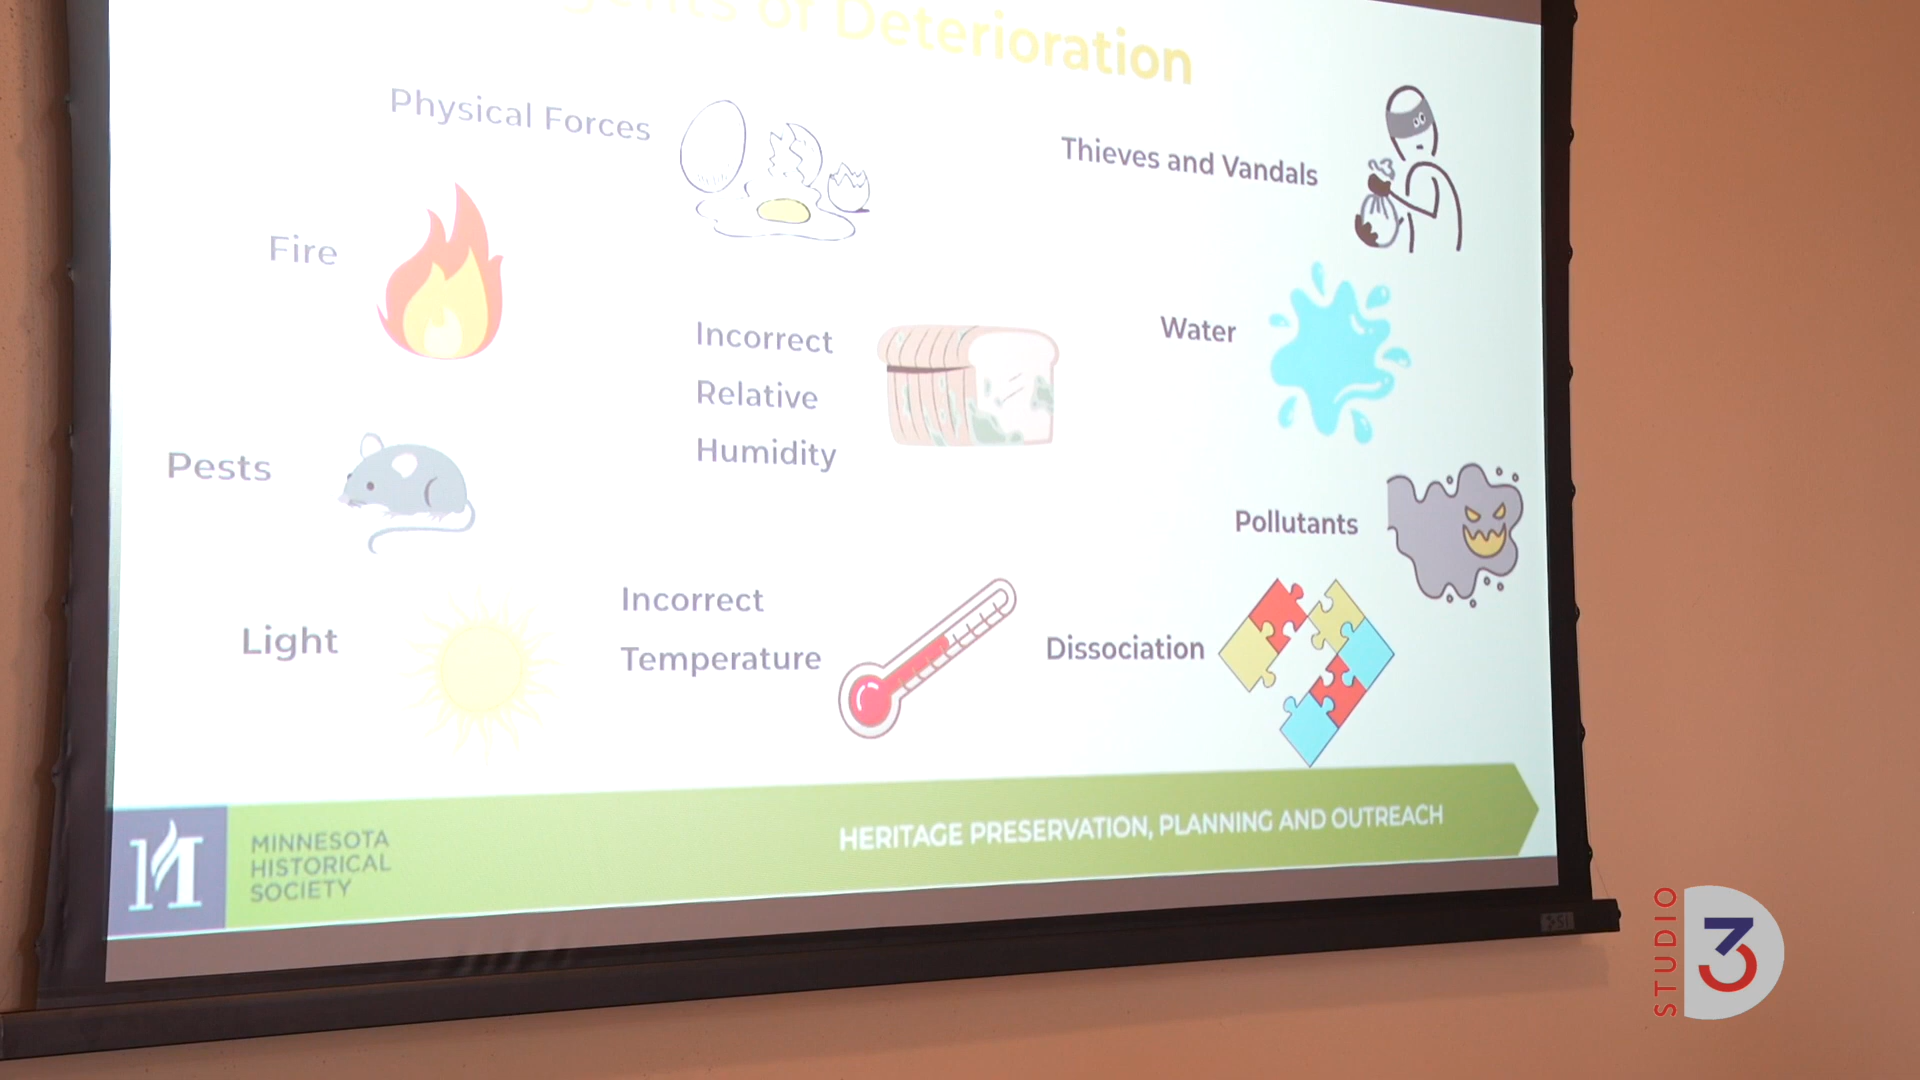 of Deterioration
Physical Forces
Thieves and Vandals
Fire
Water
Incorrect
Relative
Humidity
Pests
Pollutants
Light
Incorrect
Temperature
Dissociation
MINNESOTA
HISTORICAL
SOCIETY
HERITAGE PRESERVATION, PLANNING AND OUTREACH
STUDIO
3